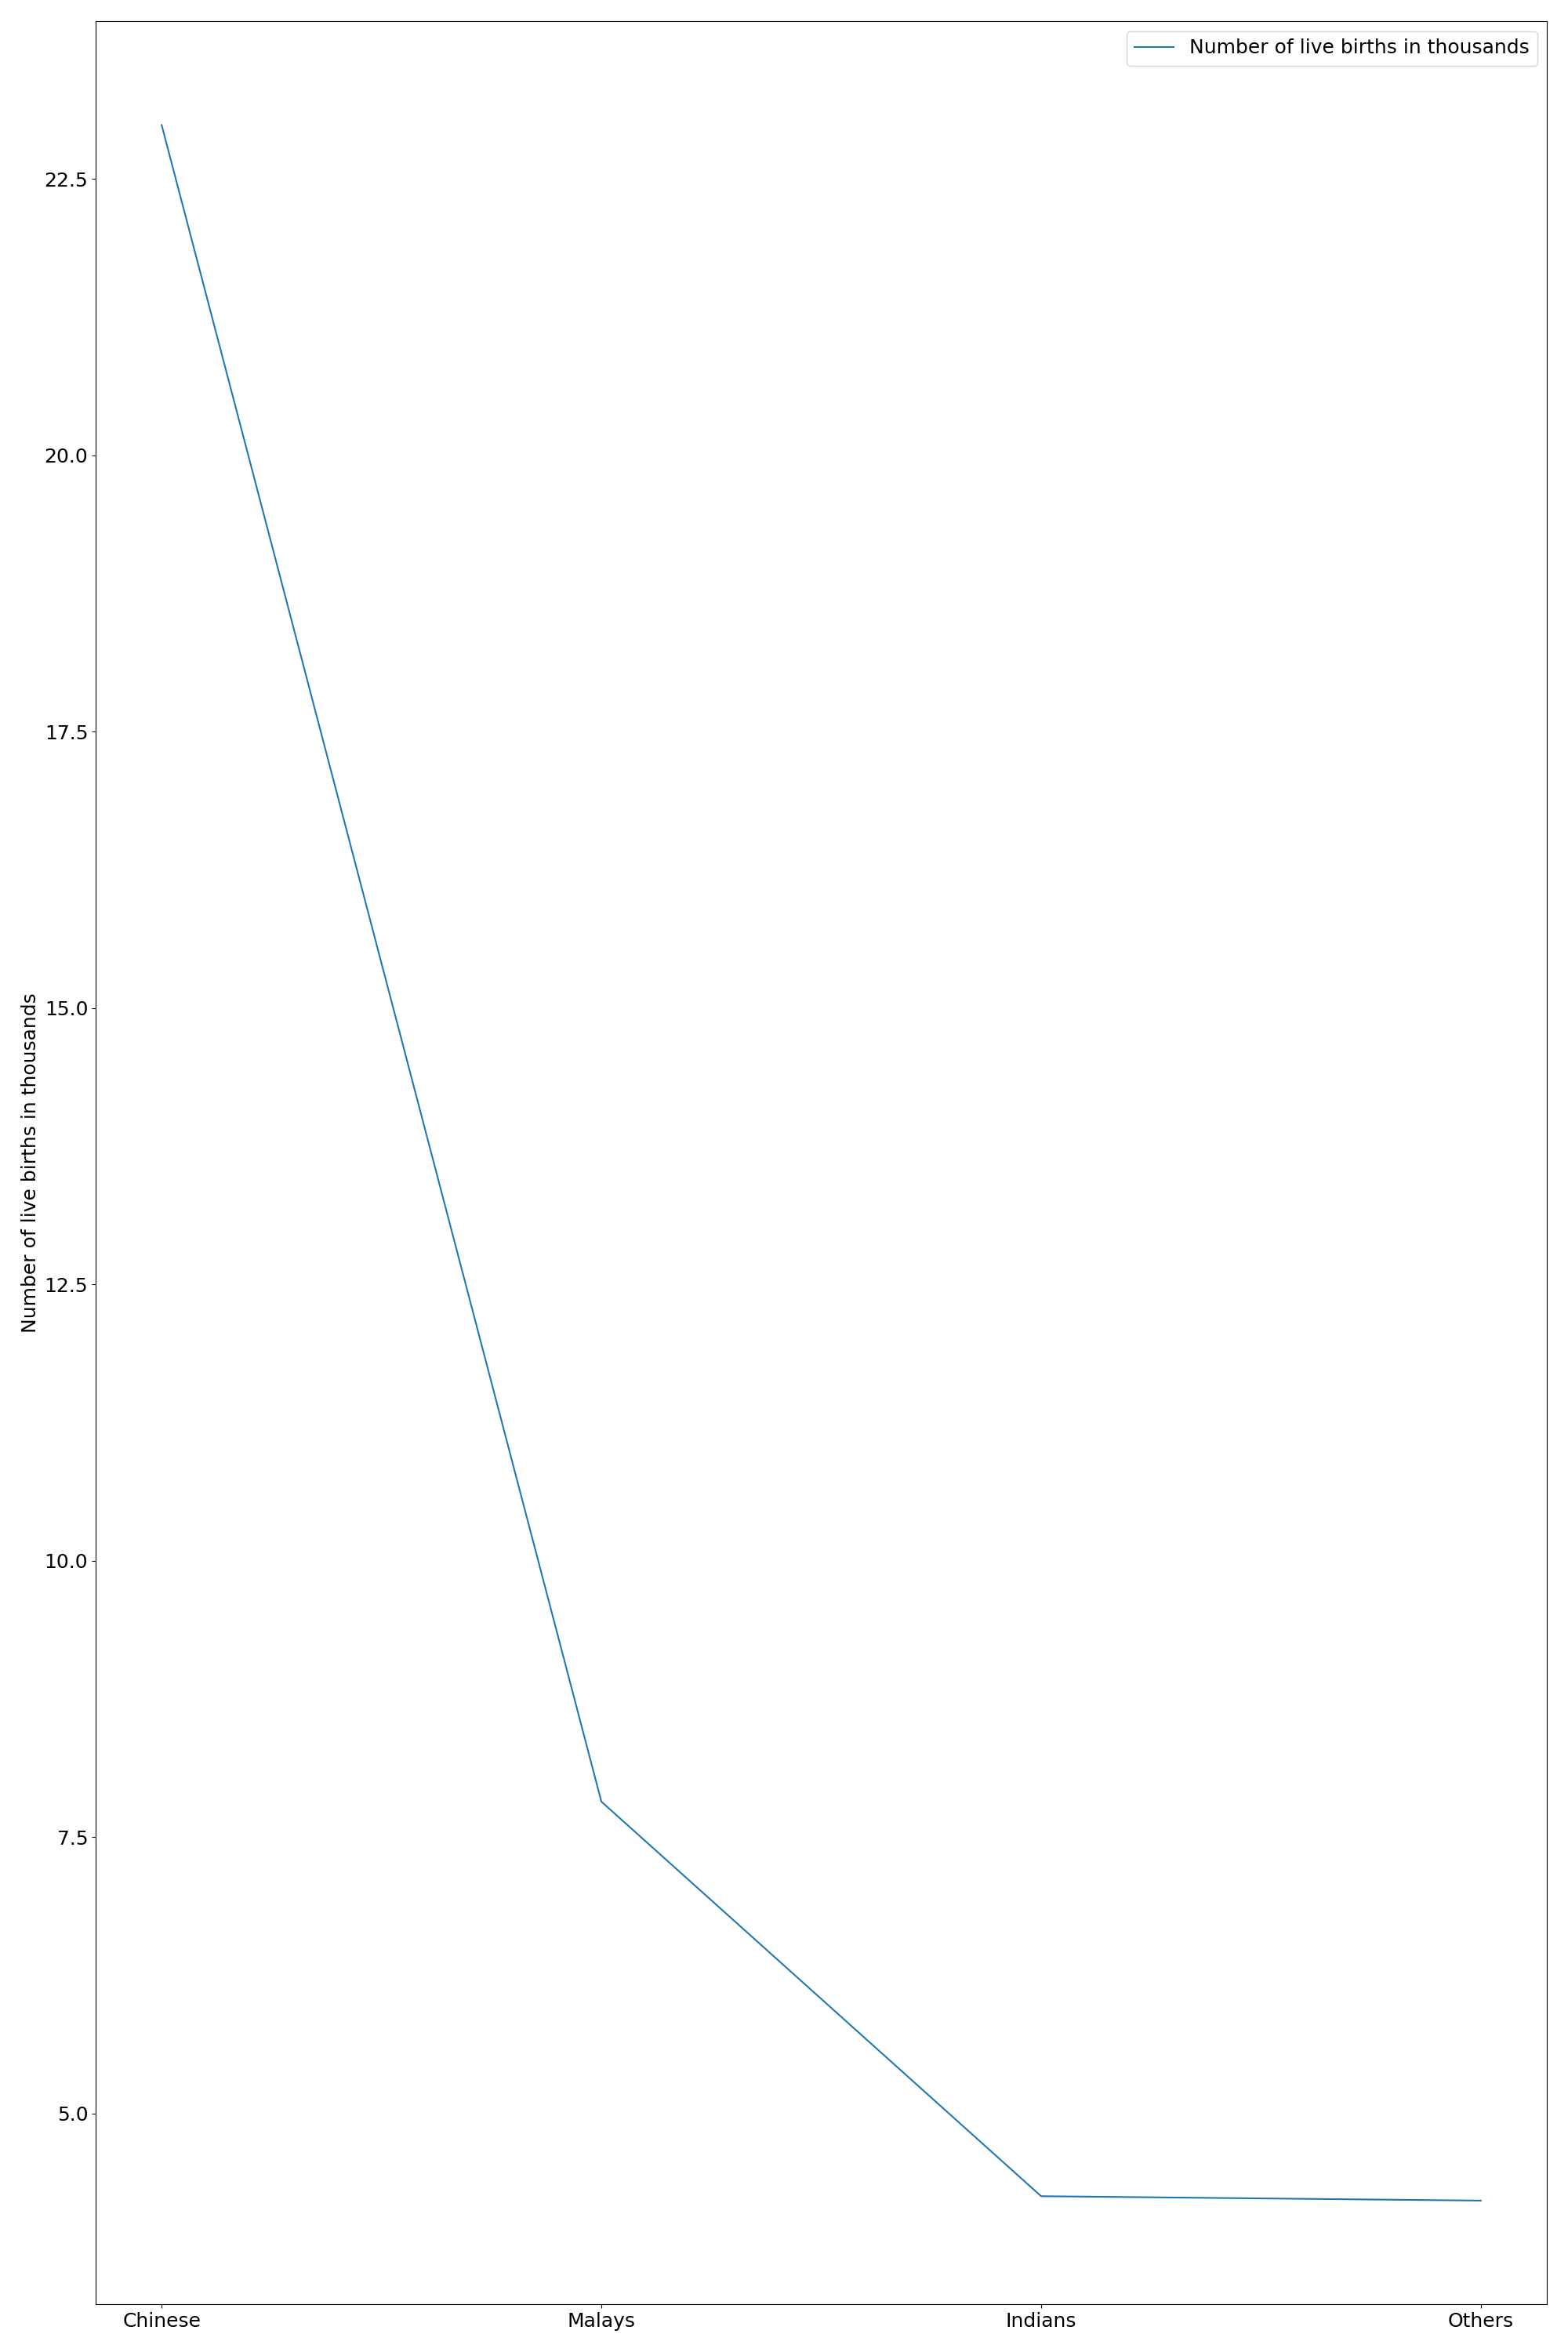 Number of live births in thousands
22.5
20.0
17.5
15.0
12.5
10.0
7.5
5.0
Number of live births in thousands
Chinese
Malays
Indians
Others